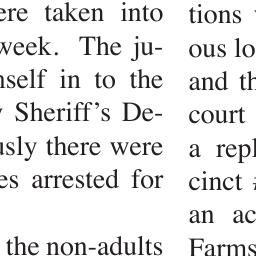 ere taken into
week. The ju-
nself in to the
Sheriff's De-
usly there were
es arrested for
the non-adults
tions
ous lo
and th
court
a repl
cinct
an ac
Farms